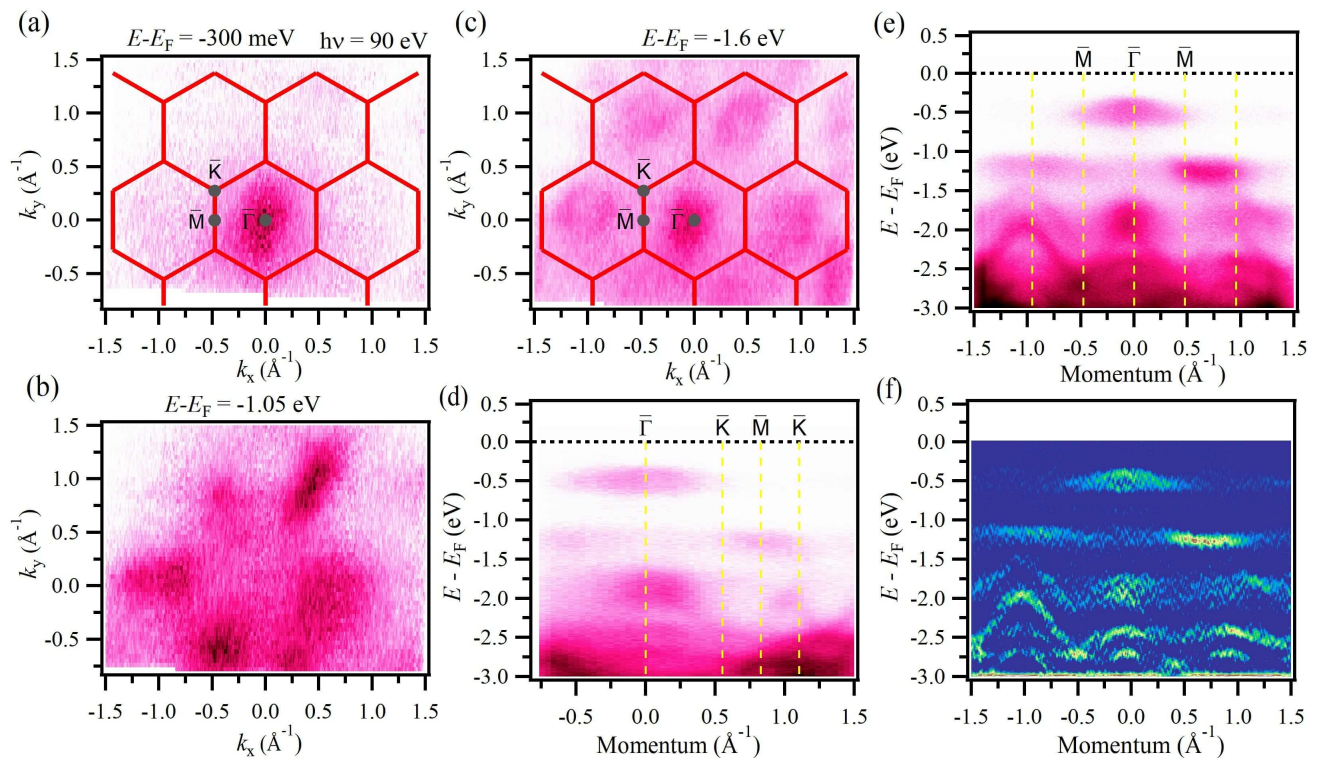 (a)
E-EF = -300 meV hν = 90 eV
1.5
1.0
0.5
0.0
-0.5
ky (Å-1)
K̄
M̄
Γ̄
-1.5 -1.0 -0.5 0.0 0.5 1.0 1.5
kx (Å-1)
(b)
E-EF = -1.05 eV
1.5
1.0
0.5
0.0
-0.5
ky (Å-1)
-1.5 -1.0 -0.5 0.0 0.5 1.0 1.5
kx (Å-1)
(c)
E-EF = -1.6 eV
1.5
1.0
0.5
0.0
-0.5
ky (Å-1)
K̄
M̄
Γ̄
-1.5 -1.0 -0.5 0.0 0.5 1.0 1.5
kx (Å-1)
(d)
0.5
0.0
-0.5
-1.0
-1.5
-2.0
-2.5
-3.0
E - EF (eV)
Γ̄ K̄ M̄ K̄
-0.5 0.0 0.5 1.0 1.5
Momentum (Å-1)
(e)
0.5
0.0
-0.5
-1.0
-1.5
-2.0
-2.5
-3.0
E - EF (eV)
M̄ Γ̄ M̄
-1.5 -1.0 -0.5 0.0 0.5 1.0 1.5
Momentum (Å-1)
(f)
0.5
0.0
-0.5
-1.0
-1.5
-2.0
-2.5
-3.0
E - EF (eV)
-1.5 -1.0 -0.5 0.0 0.5 1.0 1.5
Momentum (Å-1)